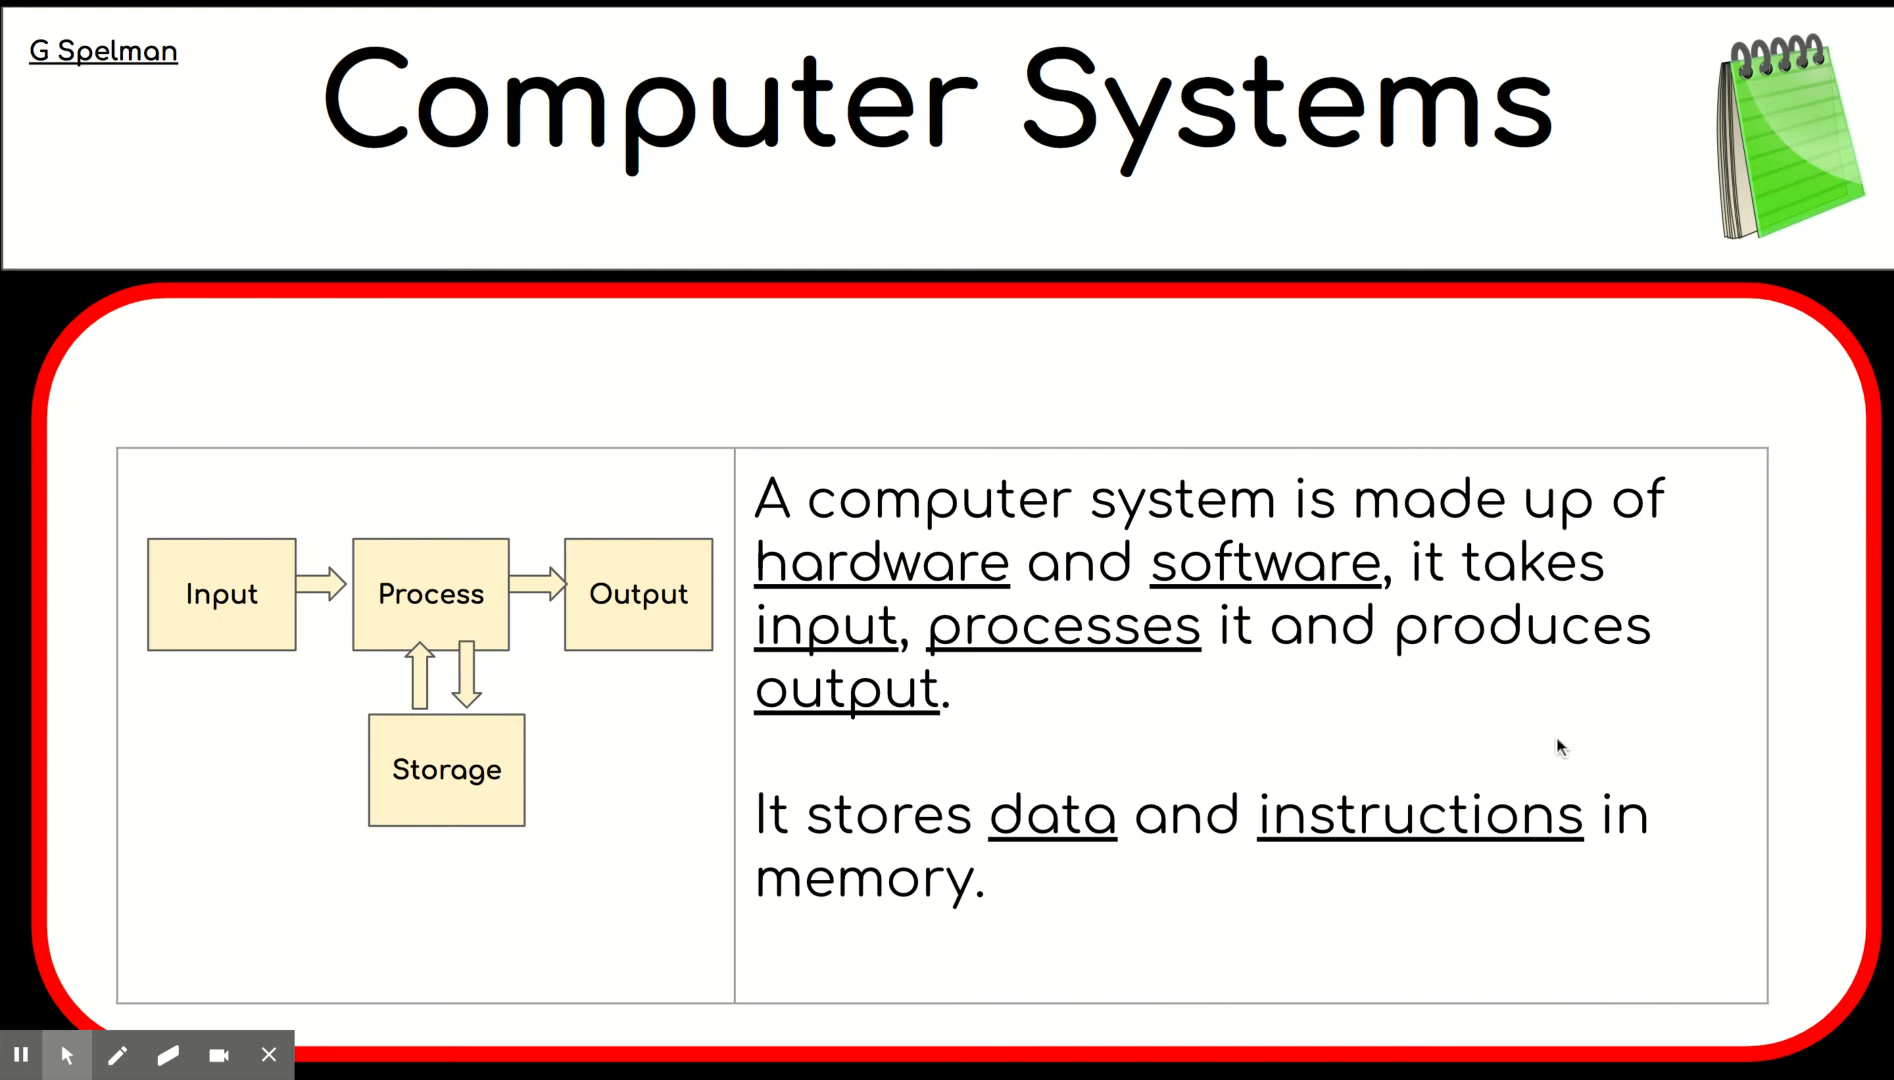 G Spelman
Computer Systems
Input
Process
Output
Storage
A computer system is made up of
hardware and software, it takes
input, processes it and produces
output.
It stores data and instructions in
memory.